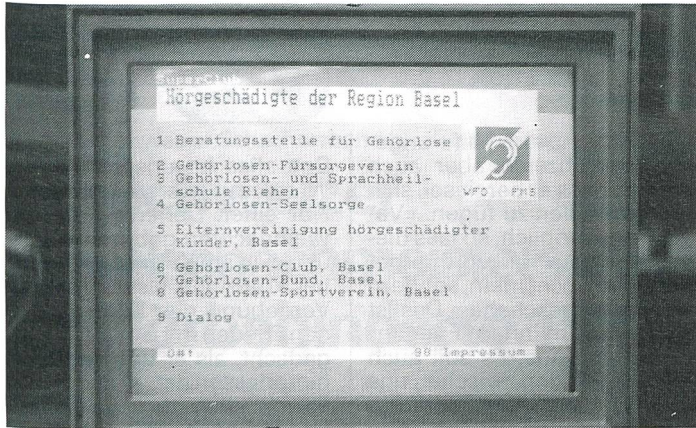 SuperClub
Hörgeschädigte der Region Basel
1 Beratungsstelle für Gehörlose
2 Gehörlosen-Fürsorgeverein
3 Gehörlosen- und Sprachheil-
schule Riehen
4 Gehörlosen-Seelsorge
WFO FMS
5 Elternvereinigung hörgeschädigter
Kinder, Basel
6 Gehörlosen-Club, Basel
7 Gehörlosen-Bund, Basel
8 Gehörlosen-Sportverein, Basel
9 Dialog
98 Impressum